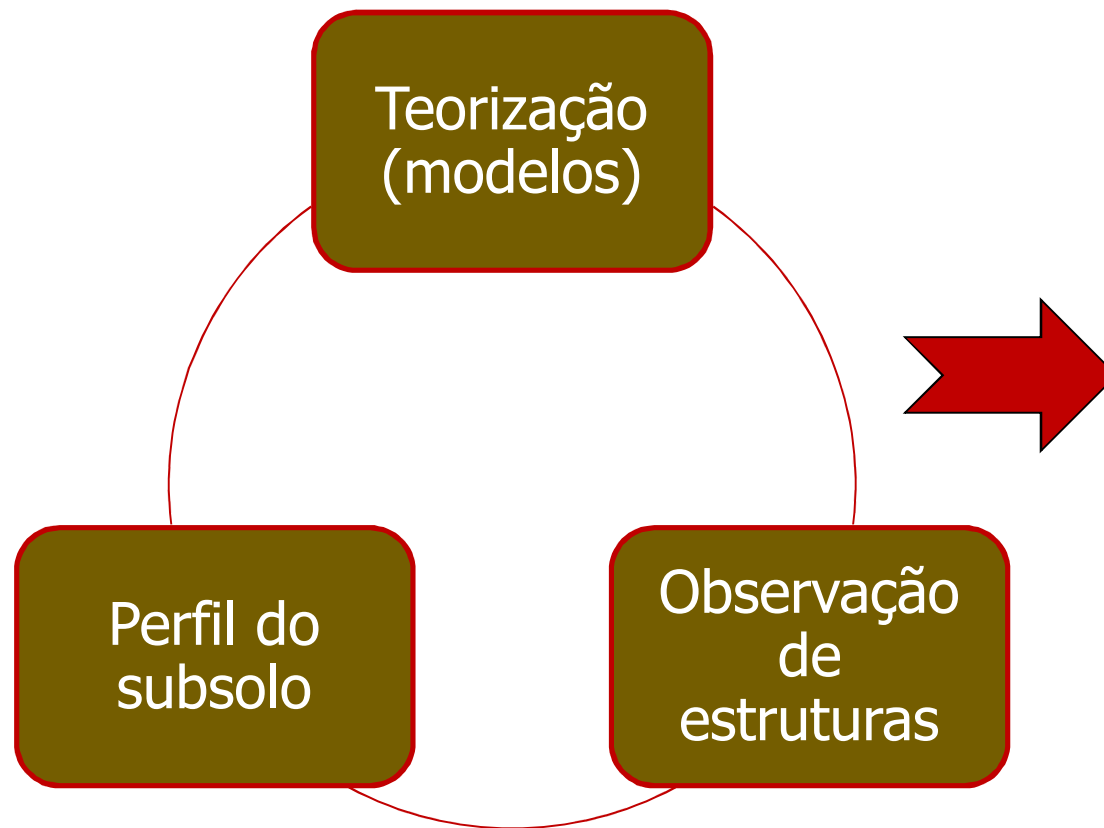 Teorização
(modelos)
Perfil do
subsolo
Observação
de
estruturas